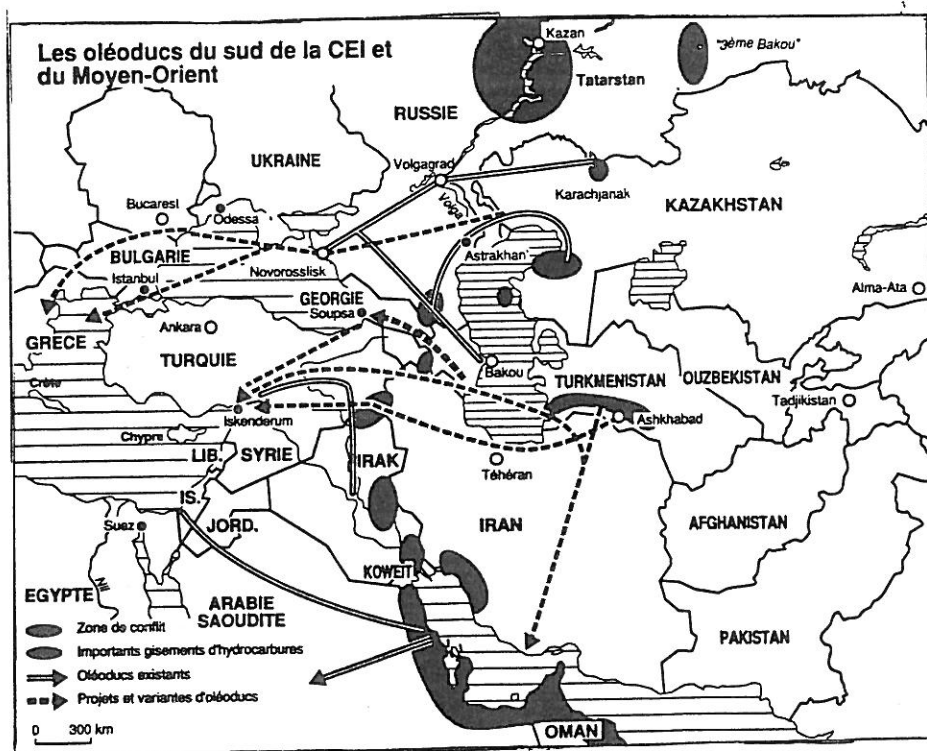 Les oléoducs du sud de la CEI et
du Moyen-Orient
Kazan
"3ème Bakou"
Tatarstan
RUSSIE
UKRAINE
Volgagrad
Karachjanak
Volga
KAZAKHSTAN
Bucarest
Odessa
BULGARIE
Astrakhan'
Novorosslisk
Istanbul
Alma-Ata
GEORGIE
Soupsa
Ankara
GRECE
TURQUIE
Bakou
TURKMENISTAN
OUZBEKISTAN
Crète
Tadjikistan
Iskenderum
Ashkhabad
Chypre
LIB.
SYRIE
IRAK
Téhéran
IS.
Suez
JORD.
IRAN
AFGHANISTAN
KOWEIT
EGYPTE
Nil
ARABIE
SAOUDITE
PAKISTAN
Zone de conflit
Importants gisements d'hydrocarbures
Oléoducs existants
Projets et variantes d'oléoducs
OMAN
0 300 km